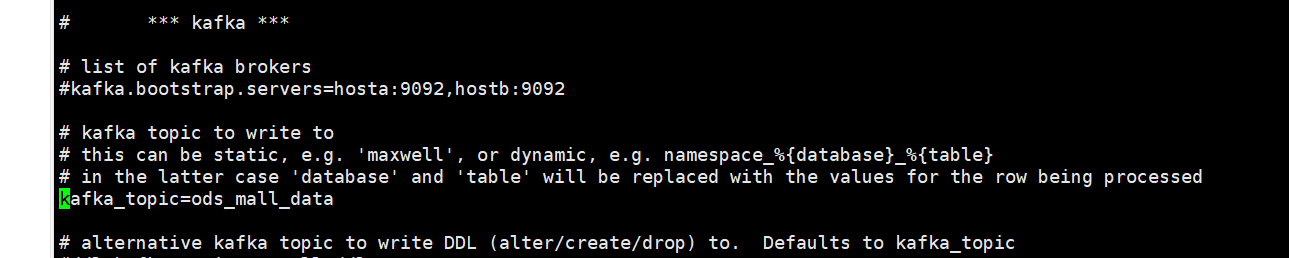 #       *** kafka ***
# list of kafka brokers
#kafka.bootstrap.servers=hosta:9092,hostb:9092
# kafka topic to write to
# this can be static, e.g. 'maxwell', or dynamic, e.g. namespace_%{database}_%{table}
# in the latter case 'database' and 'table' will be replaced with the values for the row being processed
kafka_topic=ods_mall_data
# alternative kafka topic to write DDL (alter/create/drop) to.  Defaults to kafka_topic